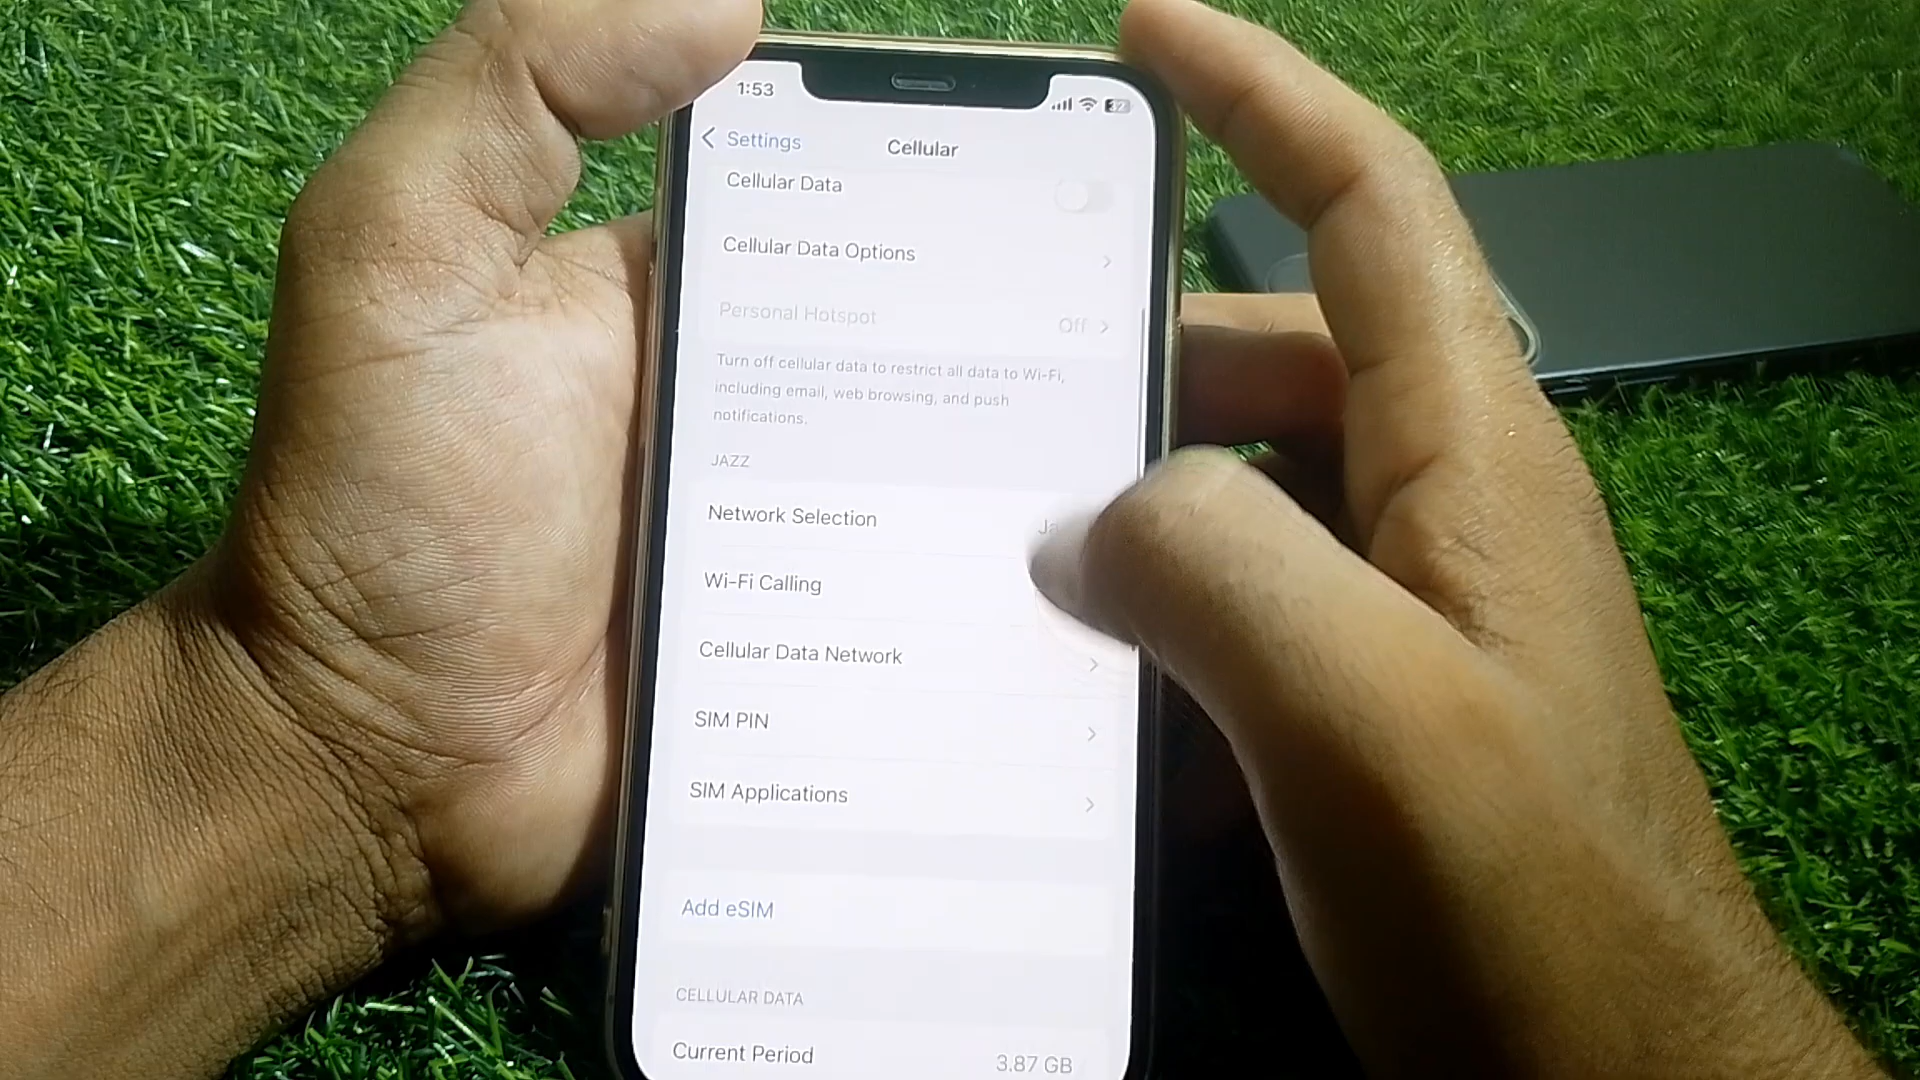 1:53
32
Settings
Cellular
Cellular Data
Cellular Data Options
Personal Hotspot
Off
Turn off cellular data to restrict all data to Wi-Fi,
including email, web browsing, and push
notifications.
JAZZ
Network Selection
Wi-Fi Calling
Cellular Data Network
SIM PIN
SIM Applications
Add eSIM
CELLULAR DATA
Current Period
3.87 GB